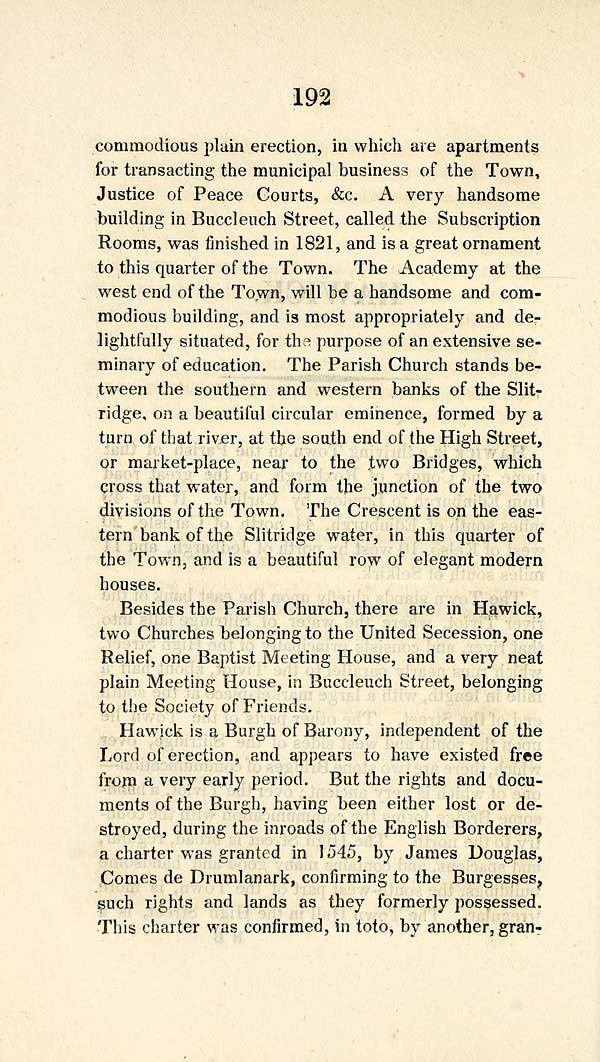 192
commodious plain erection, in which are apartments
for transacting the municipal business of the Town,
Justice of Peace Courts, &c. A very handsome
building in Buccleuch Street, called the Subscription
Rooms, was finished in 1821, and is a great ornament
to this quarter of the Town. The Academy at the
west end of the Town, will be a handsome and com-
modious building, and is most appropriately and de-
lightfully situated, for the purpose of an extensive se-
minary of education. The Parish Church stands be-
tween the southern and western banks of the Slit-
ridge, on a beautiful circular eminence, formed by a
turn of that river, at the south end of the High Street,
or market-place, near to the two Bridges, which
cross that water, and form the junction of the two
divisions of the Town. The Crescent is on the eas-
tern bank of the Slitridge water, in this quarter of
the Town, and is a beautiful row of elegant modern
houses.
Besides the Parish Church, there are in Hawick,
two Churches belonging to the United Secession, one
Relief, one Baptist Meeting House, and a very neat
plain Meeting House, in Buccleuch Street, belonging
to the Society of Friends.
Hawick is a Burgh of Barony, independent of the
Lord of erection, and appears to have existed free
from a very early period. But the rights and docu-
ments of the Burgh, having been either lost or de-
stroyed, during the inroads of the English Borderers,
a charter was granted in 1545, by James Douglas,
Comes de Drumlanark, confirming to the Burgesses,
such rights and lands as they formerly possessed.
This charter was confirmed, in toto, by another, gran-